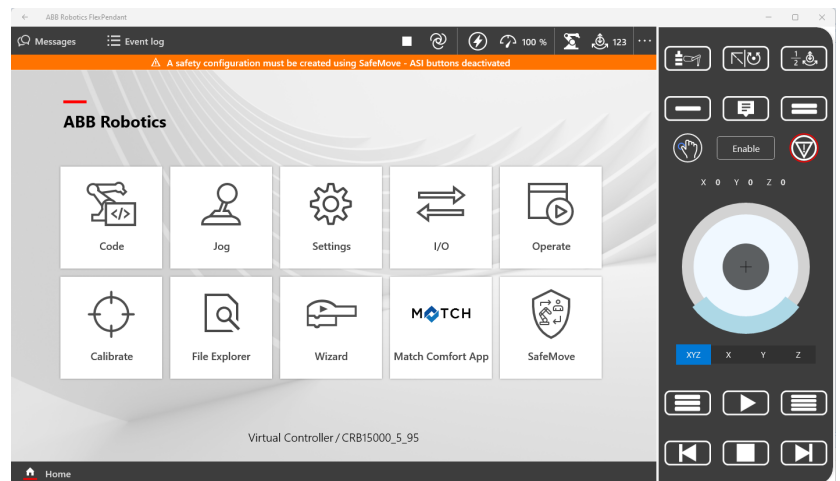 ABB Robotics FlexPendant
Messages Event log 100 % 123
A safety configuration must be created using SafeMove - ASI buttons deactivated
ABB Robotics
Code Jog Settings I/O Operate
MATCH
Calibrate File Explorer Wizard Match Comfort App SafeMove
Virtual Controller / CRB15000_5_95
Home
1
2
Enable
X 0 Y 0 Z 0
XYZ X Y Z